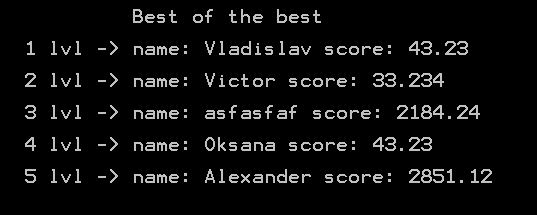 Best of the best
1 lvl -> name: Vladislav score: 43.23
2 lvl -> name: Victor score: 33.234
3 lvl -> name: asfasfaf score: 2184.24
4 lvl -> name: Oksana score: 43.23
5 lvl -> name: Alexander score: 2851.12